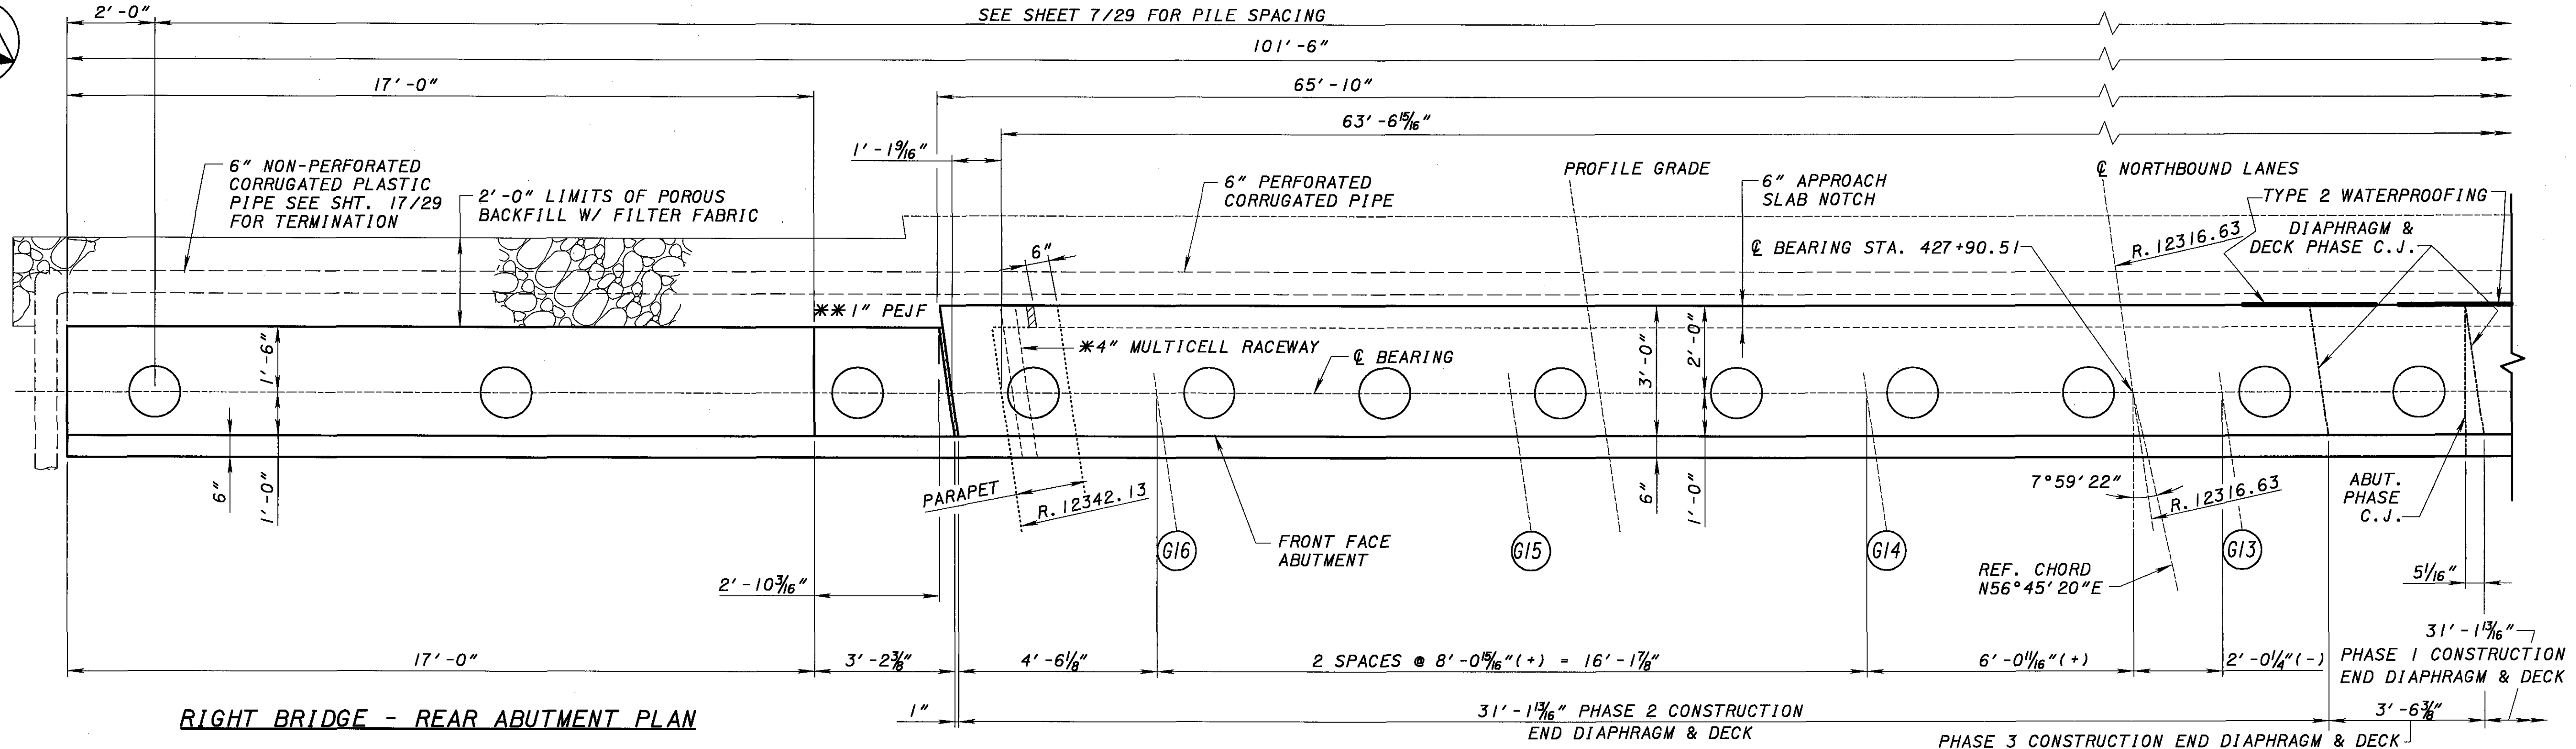 2'-0"
SEE SHEET 7/29 FOR PILE SPACING
101'-6"
17'-0"
65'-10"
63'-6 15/16"
1'-1 9/16"
6" NON-PERFORATED
CORRUGATED PLASTIC
PIPE SEE SHT. 17/29
FOR TERMINATION
2'-0" LIMITS OF POROUS
BACKFILL W/ FILTER FABRIC
6" PERFORATED
CORRUGATED PIPE
PROFILE GRADE
6" APPROACH
SLAB NOTCH
℄ NORTHBOUND LANES
TYPE 2 WATERPROOFING
DIAPHRAGM &
DECK PHASE C.J.
R. 12316.63
℄ BEARING STA. 427+90.51
6"
**1" PEJF
*4" MULTICELL RACEWAY
℄ BEARING
1'-6"
3'-0"
2'-0"
6"
1'-0"
PARAPET
R. 12342.13
6"
1'-0"
7°59'22"
R. 12316.63
ABUT.
PHASE
C.J.
G16
FRONT FACE
ABUTMENT
G15
G14
G13
REF. CHORD
N56°45'20"E
5 1/16"
2'-10 3/16"
17'-0"
3'-2 3/8"
4'-6 1/8"
2 SPACES @ 8'-0 15/16"(+) = 16'-1 7/8"
6'-0 11/16"(+)
2'-0 1/4"(-)
31'-1 13/16"
PHASE 1 CONSTRUCTION
END DIAPHRAGM & DECK
RIGHT BRIDGE - REAR ABUTMENT PLAN
1"
31'-1 13/16" PHASE 2 CONSTRUCTION
END DIAPHRAGM & DECK
3'-6 3/8"
PHASE 3 CONSTRUCTION END DIAPHRAGM & DECK